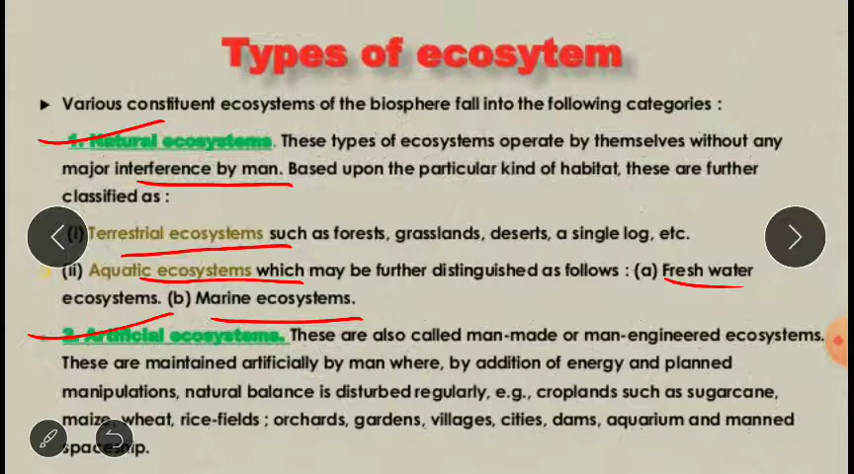 Types of ecosytem
Various constituent ecosystems of the biosphere fall into the following categories :
1. Natural ecosystems. These types of ecosystems operate by themselves without any
major interference by man. Based upon the particular kind of habitat, these are further
classified as :
(i) Terrestrial ecosystems such as forests, grasslands, deserts, a single log, etc.
(ii) Aquatic ecosystems which may be further distinguished as follows : (a) Fresh water
ecosystems. (b) Marine ecosystems.
2. Artificial ecosystems. These are also called man-made or man-engineered ecosystems.
These are maintained artificially by man where, by addition of energy and planned
manipulations, natural balance is disturbed regularly, e.g., croplands such as sugarcane,
maize, wheat, rice-fields ; orchards, gardens, villages, cities, dams, aquarium and manned
spaceship.